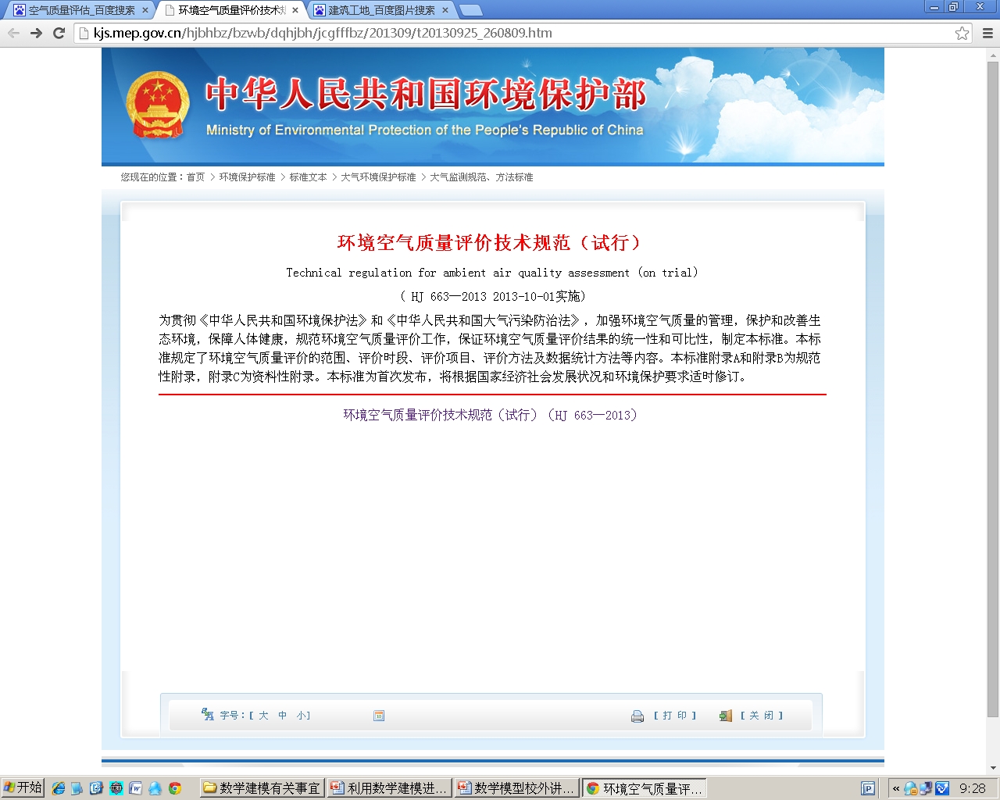 空气质量评估_百度搜索
环境空气质量评价技术规
建筑工地_百度图片搜索
kjs.mep.gov.cn/hjbhbz/bzwb/dqhjbh/jcgfffbz/201309/t20130925_260809.htm
中华人民共和国环境保护部
Ministry of Environmental Protection of the People's Republic of China
您现在的位置：首页 > 环境保护标准 > 标准文本 > 大气环境保护标准 > 大气监测规范、方法标准
环境空气质量评价技术规范（试行）
Technical regulation for ambient air quality assessment (on trial)
( HJ 663—2013 2013-10-01实施)
为贯彻《中华人民共和国环境保护法》和《中华人民共和国大气污染防治法》，加强环境空气质量的管理，保护和改善生
态环境，保障人体健康，规范环境空气质量评价工作，保证环境空气质量评价结果的统一性和可比性，制定本标准。本标
准规定了环境空气质量评价的范围、评价时段、评价项目、评价方法及数据统计方法等内容。本标准附录A和附录B为规范
性附录，附录C为资料性附录。本标准为首次发布，将根据国家经济社会发展状况和环境保护要求适时修订。
环境空气质量评价技术规范（试行）（HJ 663—2013）
字号：[ 大 中 小]
[ 打 印 ]
[ 关 闭 ]
开始
数学建模有关事宜
利用数学建模进...
数学模型校外讲...
环境空气质量评...
9:28